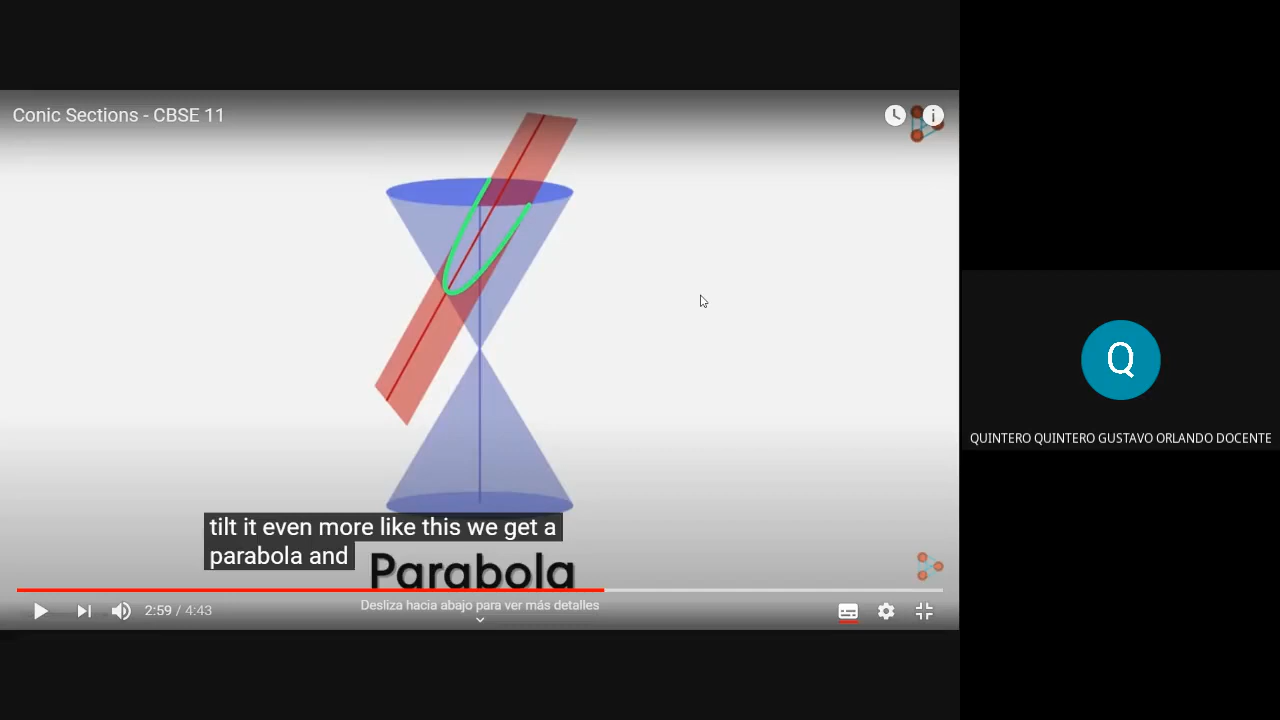 Conic Sections - CBSE 11
tilt it even more like this we get a
parabola and
Parabola
2:59 / 4:43
Desliza hacia abajo para ver más detalles
Q
QUINTERO QUINTERO GUSTAVO ORLANDO DOCENTE